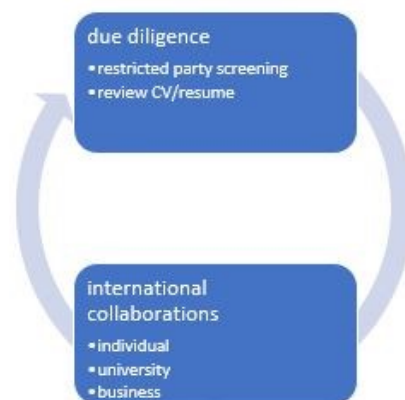 due diligence
•restricted party screening
•review CV/resume
international
collaborations
•individual
•university
•business